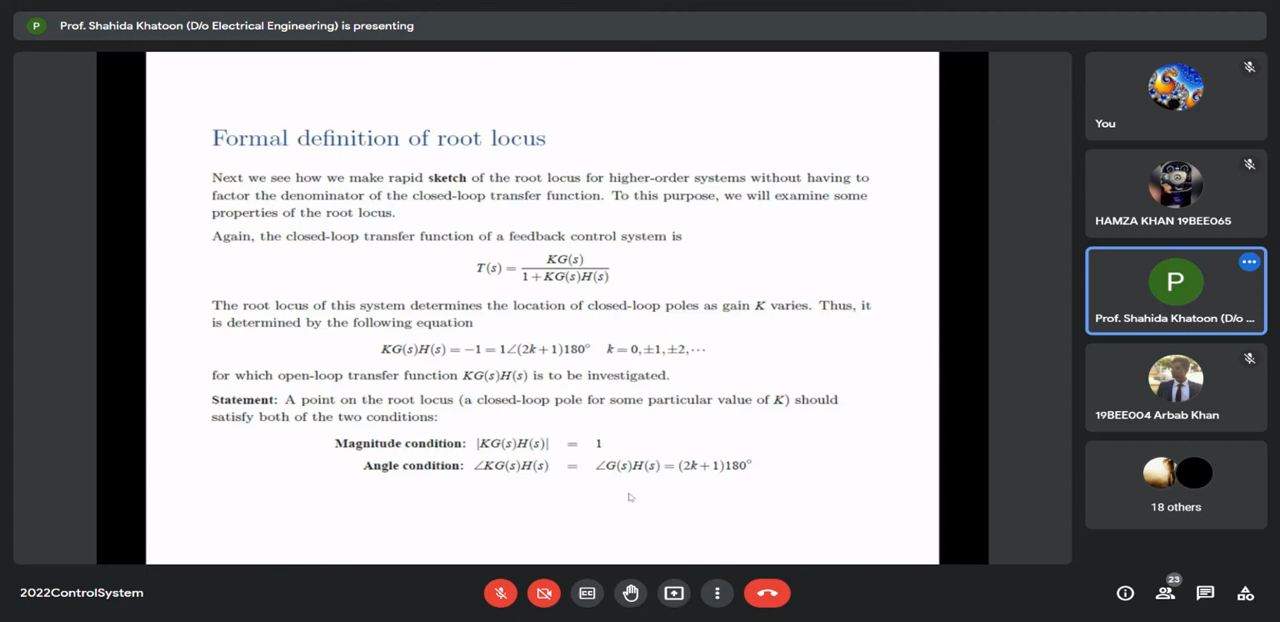 P Prof. Shahida Khatoon (D/o Electrical Engineering) is presenting
Formal definition of root locus
Next we see how we make rapid sketch of the root locus for higher-order systems without having to
factor the denominator of the closed-loop transfer function. To this purpose, we will examine some
properties of the root locus.
Again, the closed-loop transfer function of a feedback control system is
T(s) = KG(s) / 1+KG(s)H(s)
The root locus of this system determines the location of closed-loop poles as gain K varies. Thus, it
is determined by the following equation
KG(s)H(s) = −1 = 1∠(2k+1)180° k = 0, ±1, ±2, ···
for which open-loop transfer function KG(s)H(s) is to be investigated.
Statement: A point on the root locus (a closed-loop pole for some particular value of K) should
satisfy both of the two conditions:
Magnitude condition: |KG(s)H(s)| = 1
Angle condition: ∠KG(s)H(s) = ∠G(s)H(s) = (2k+1)180°
You
HAMZA KHAN 19BEE065
P
Prof. Shahida Khatoon (D/o ...
19BEE004 Arbab Khan
18 others
2022ControlSystem
23